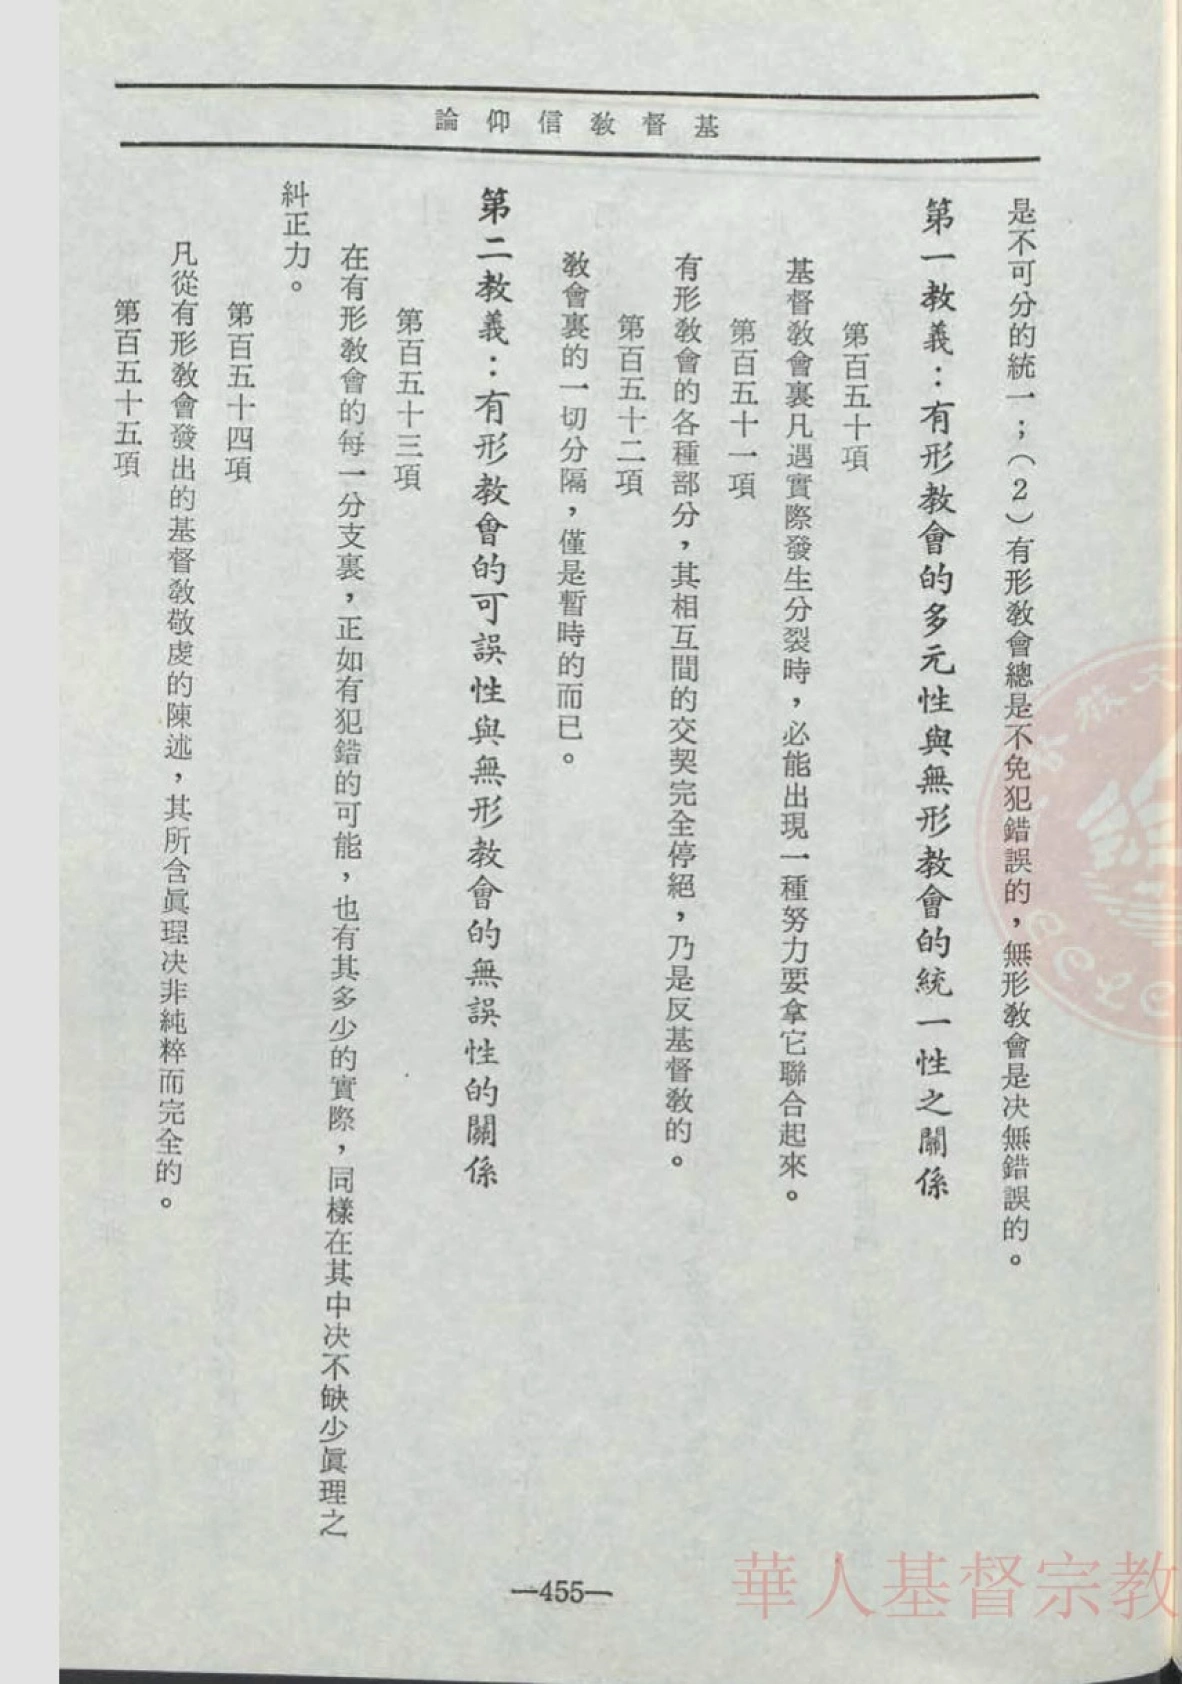 基督教信仰論
是不可分的統一；（2）有形教會總是不免犯錯誤的，無形教會是决無錯誤的。
第一教義：有形教會的多元性與無形教會的統一性之關係
第百五十項
基督教會裏凡遇實際發生分裂時，必能出現一種努力要拿它聯合起來。
第百五十一項
有形教會的各種部分，其相互間的交契完全停絕，乃是反基督教的。
第百五十二項
教會裏的一切分隔，僅是暫時的而已。
第二教義：有形教會的可誤性與無形教會的無誤性的關係
第百五十三項
在有形教會的每一分支裏，正如有犯錯的可能，也有其多少的實際，同樣在其中决不缺少眞理之
糾正力。
第百五十四項
凡從有形教會發出的基督教敬虔的陳述，其所含眞理决非純粹而完全的。
第百五十五項
—455—
華人基督宗教